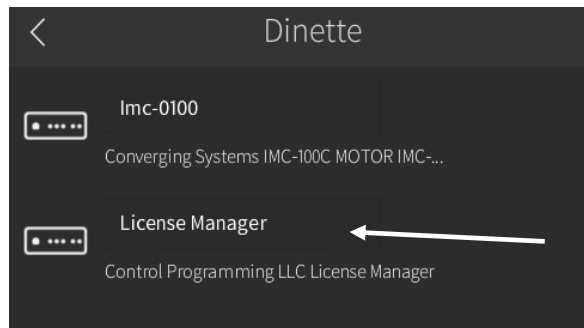 Dinette
Imc-0100
Converging Systems IMC-100C MOTOR IMC-...
License Manager
Control Programming LLC License Manager